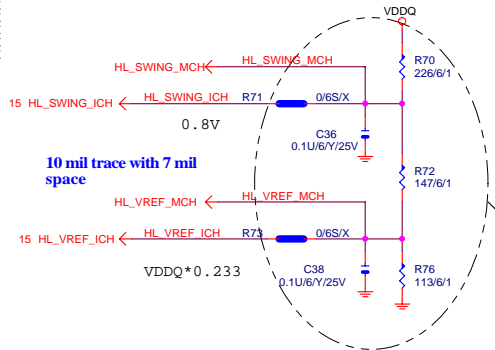 VDDQ
R70
226/6/1
HL_SWING_MCH HL_SWING_MCH
15 HL_SWING_ICH HL_SWING_ICH R71 0/6S/X
0.8V
C36
0.1U/6/Y/25V
R72
147/6/1
10 mil trace with 7 mil
space
HL_VREF_MCH HL_VREF_MCH
15 HL_VREF_ICH HL_VREF_ICH R73 0/6S/X
VDDQ*0.233
C38
0.1U/6/Y/25V
R76
113/6/1